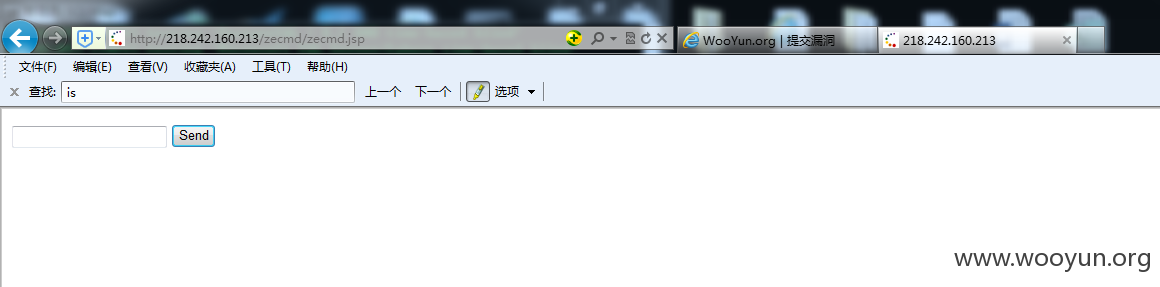 http://218.242.160.213/zecmd/zecmd.jsp WooYun.org | 提交漏洞 218.242.160.213
文件(F) 编辑(E) 查看(V) 收藏夹(A) 工具(T) 帮助(H)
查找: is 上一个 下一个 选项
Send
www.wooyun.org